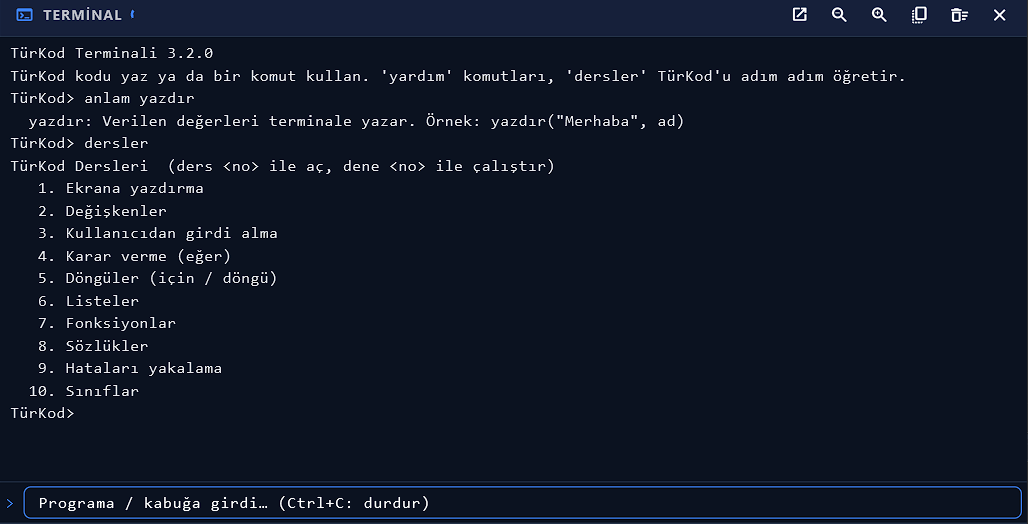 TERMİNAL
TürKod Terminali 3.2.0
TürKod kodu yaz ya da bir komut kullan. 'yardım' komutları, 'dersler' TürKod'u adım adım öğretir.
TürKod> anlam yazdır
yazdır: Verilen değerleri terminale yazar. Örnek: yazdır("Merhaba", ad)
TürKod> dersler
TürKod Dersleri  (ders <no> ile aç, dene <no> ile çalıştır)
1. Ekrana yazdırma
2. Değişkenler
3. Kullanıcıdan girdi alma
4. Karar verme (eğer)
5. Döngüler (için / döngü)
6. Listeler
7. Fonksiyonlar
8. Sözlükler
9. Hataları yakalama
10. Sınıflar
TürKod>
> Programa / kabuğa girdi… (Ctrl+C: durdur)